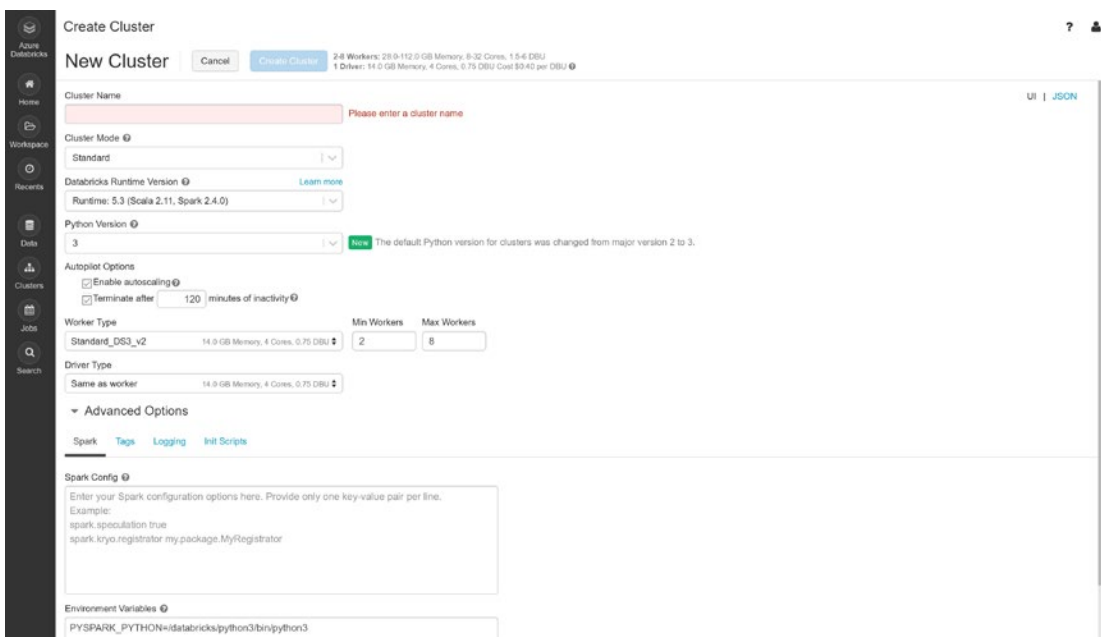 Azure
Databricks
Home
Workspace
Recents
Data
Clusters
Jobs
Search
Create Cluster
?
New Cluster
Cancel
Create Cluster
2-8 Workers: 28.0-112.0 GB Memory, 8-32 Cores, 1.5-6 DBU
1 Driver: 14.0 GB Memory, 4 Cores, 0.75 DBU Cost $0.40 per DBU ?
UI | JSON
Cluster Name
Please enter a cluster name
Cluster Mode ?
Standard
Databricks Runtime Version ? Learn more
Runtime: 5.3 (Scala 2.11, Spark 2.4.0)
Python Version ?
3
New The default Python version for clusters was changed from major version 2 to 3.
Autopilot Options
Enable autoscaling ?
Terminate after 120 minutes of inactivity ?
Worker Type Min Workers Max Workers
Standard_DS3_v2 14.0 GB Memory, 4 Cores, 0.75 DBU 2 8
Driver Type
Same as worker 14.0 GB Memory, 4 Cores, 0.75 DBU
Advanced Options
Spark Tags Logging Init Scripts
Spark Config ?
Enter your Spark configuration options here. Provide only one key-value pair per line.
Example:
spark.speculation true
spark.kryo.registrator my.package.MyRegistrator
Environment Variables ?
PYSPARK_PYTHON=/databricks/python3/bin/python3